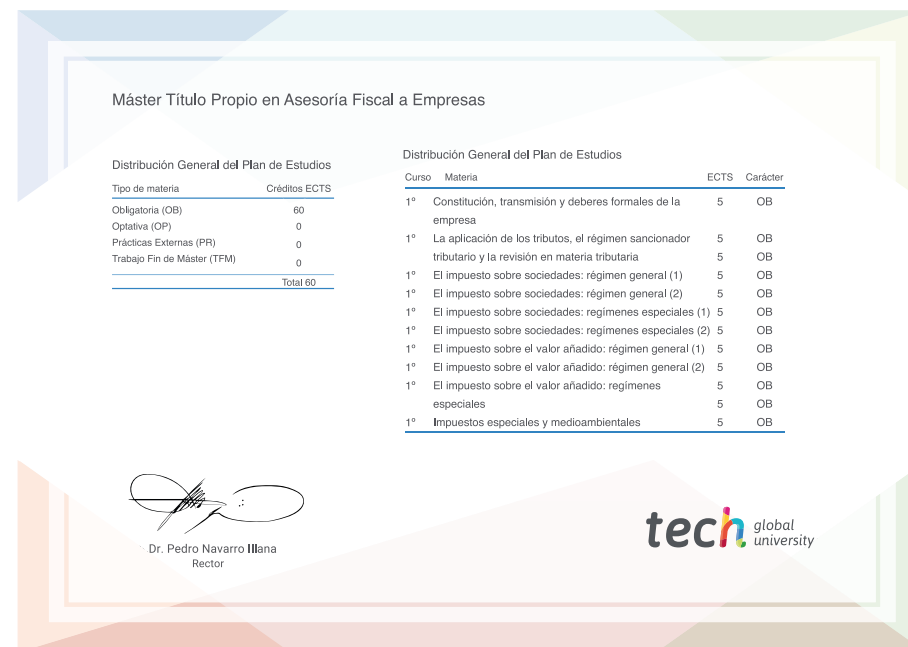 Máster Título Propio en Asesoría Fiscal a Empresas
Distribución General del Plan de Estudios
Tipo de materia Créditos ECTS
Obligatoria (OB) 60
Optativa (OP) 0
Prácticas Externas (PR) 0
Trabajo Fin de Máster (TFM) 0
Total 60
Distribución General del Plan de Estudios
Curso Materia ECTS Carácter
1º Constitución, transmisión y deberes formales de la 5 OB
empresa
1º La aplicación de los tributos, el régimen sancionador 5 OB
tributario y la revisión en materia tributaria 5 OB
1º El impuesto sobre sociedades: régimen general (1) 5 OB
1º El impuesto sobre sociedades: régimen general (2) 5 OB
1º El impuesto sobre sociedades: regímenes especiales (1) 5 OB
1º El impuesto sobre sociedades: regímenes especiales (2) 5 OB
1º El impuesto sobre el valor añadido: régimen general (1) 5 OB
1º El impuesto sobre el valor añadido: régimen general (2) 5 OB
1º El impuesto sobre el valor añadido: regímenes 5 OB
especiales 5 OB
1º Impuestos especiales y medioambientales 5 OB
Dr. Pedro Navarro Illana
Rector
tech global
university